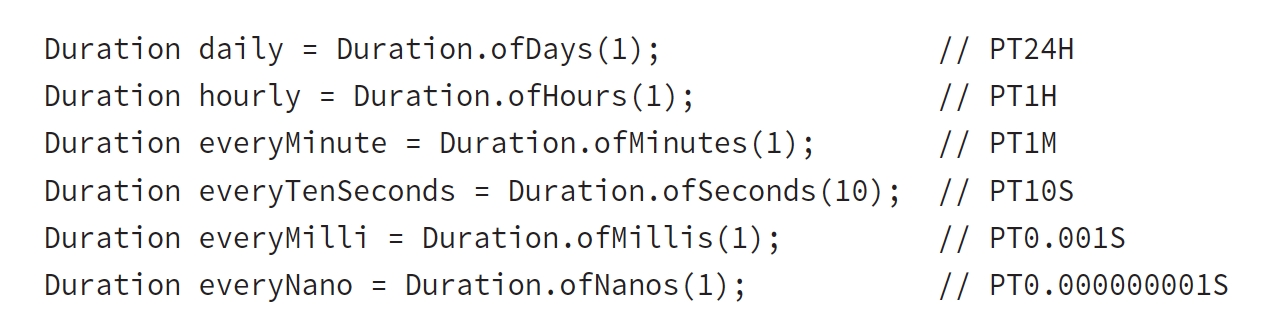 Duration daily = Duration.ofDays(1);                // PT24H
Duration hourly = Duration.ofHours(1);              // PT1H
Duration everyMinute = Duration.ofMinutes(1);       // PT1M
Duration everyTenSeconds = Duration.ofSeconds(10);  // PT10S
Duration everyMilli = Duration.ofMillis(1);         // PT0.001S
Duration everyNano = Duration.ofNanos(1);           // PT0.000000001S